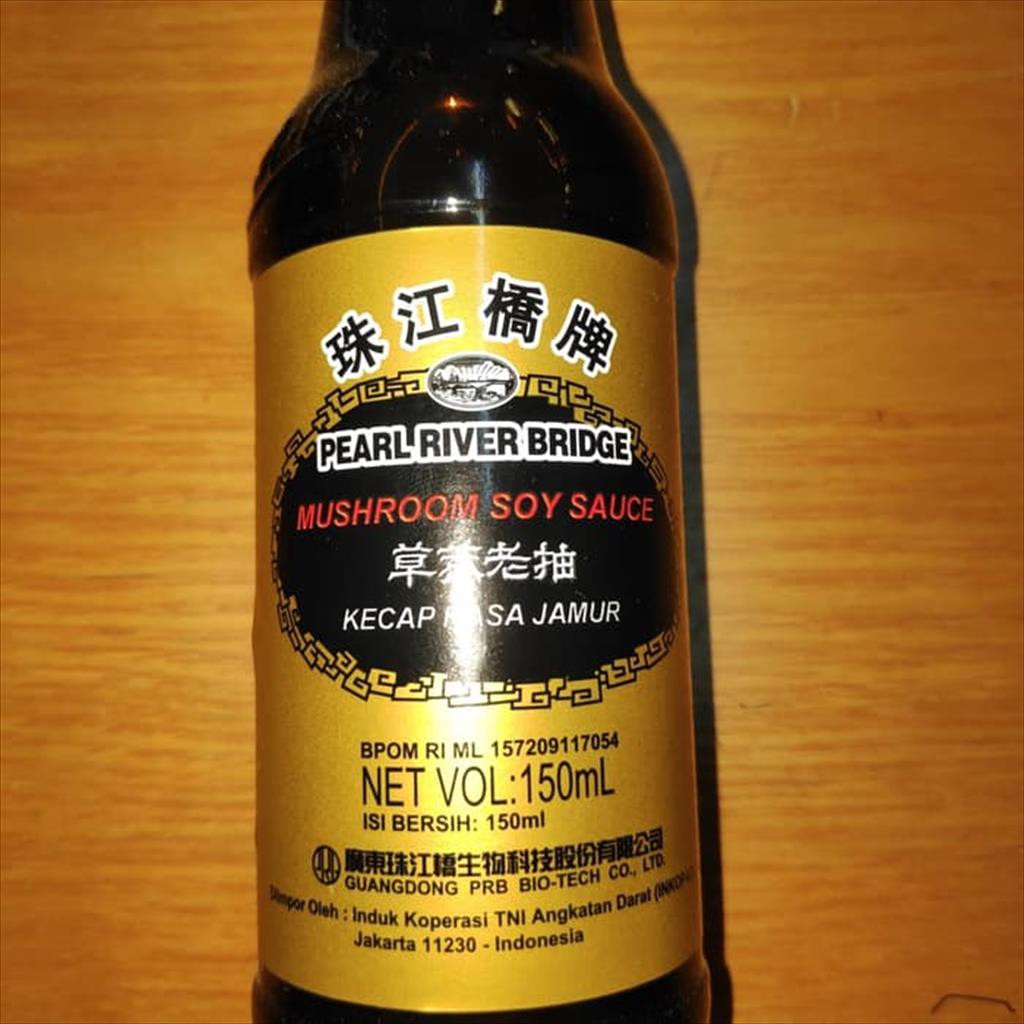 珠江橋牌
PEARL RIVER BRIDGE
MUSHROOM SOY SAUCE
草菇老抽
KECAP RASA JAMUR
BPOM RI ML 157209117054
NET VOL:150mL
ISI BERSIH: 150ml
廣東珠江橋生物科技股份有限公司
GUANGDONG PRB BIO-TECH CO., LTD.
Diimpor Oleh : Induk Koperasi TNI Angkatan Darat
Jakarta 11230 - Indonesia